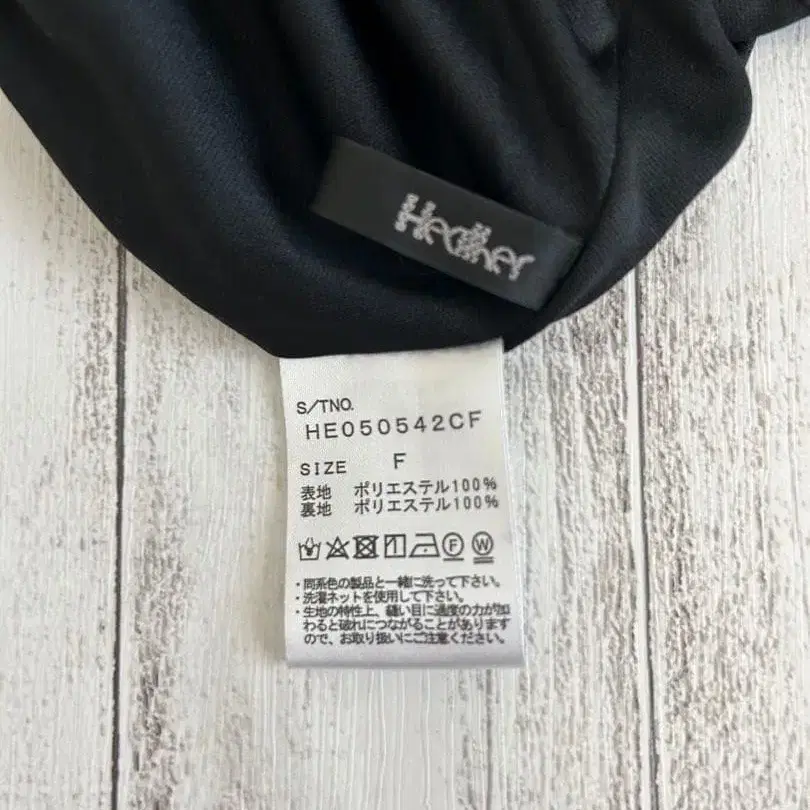 Heather
S/TNO.
HE050542CF
SIZE F
表地 ポリエステル100%
裏地 ポリエステル100%
F W
・同系色の製品と一緒に洗って下さい。
・洗濯ネットを使用して下さい。
・生地の特性上、縫い目に過度の力が加
わると破れにつながることがあります
ので、お取り扱いにご注意ください。